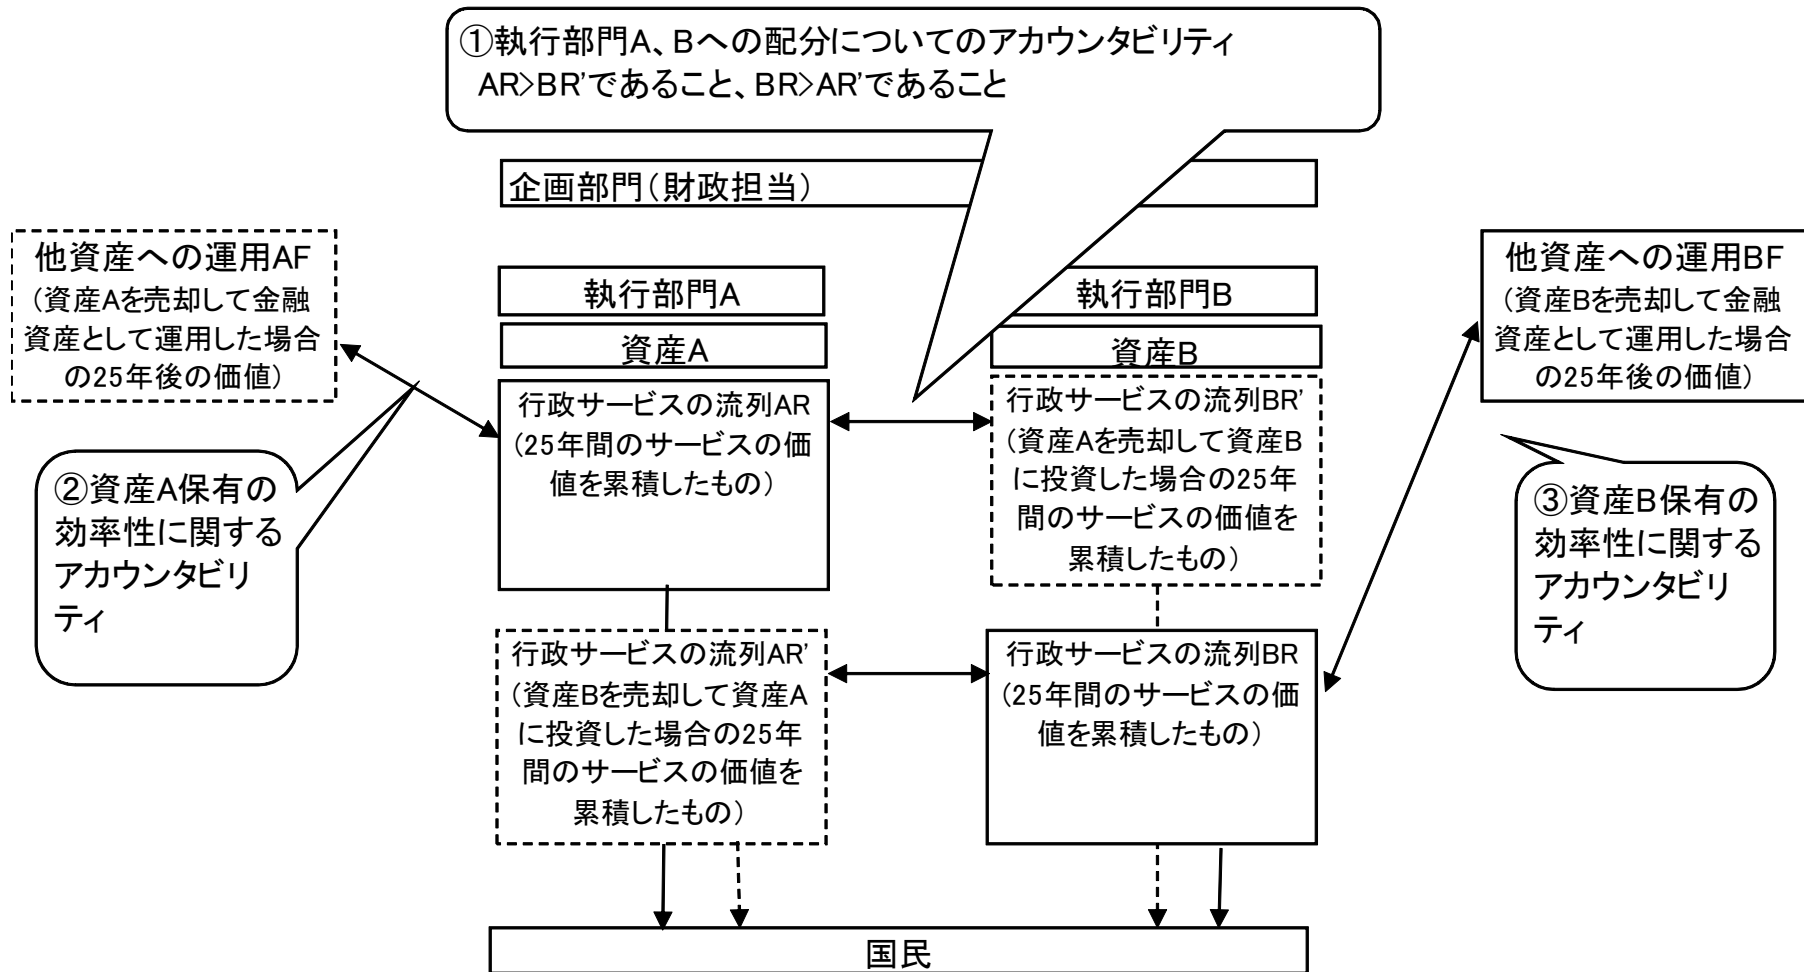 ①執行部門A、Bへの配分についてのアカウンタビリティ
AR>BR’であること、BR>AR’であること
企画部門(財政担当)
他資産への運用AF
(資産Aを売却して金融
資産として運用した場合
の25年後の価値)
執行部門A
資産A
行政サービスの流列AR
(25年間のサービスの価
値を累積したもの)
執行部門B
資産B
行政サービスの流列BR’
(資産Aを売却して資産B
に投資した場合の25年
間のサービスの価値を
累積したもの)
他資産への運用BF
(資産Bを売却して金融
資産として運用した場合
の25年後の価値)
②資産A保有の
効率性に関する
アカウンタビリ
ティ
③資産B保有の
効率性に関する
アカウンタビリ
ティ
行政サービスの流列AR’
(資産Bを売却して資産A
に投資した場合の25年
間のサービスの価値を
累積したもの)
行政サービスの流列BR
(25年間のサービスの価
値を累積したもの)
国民